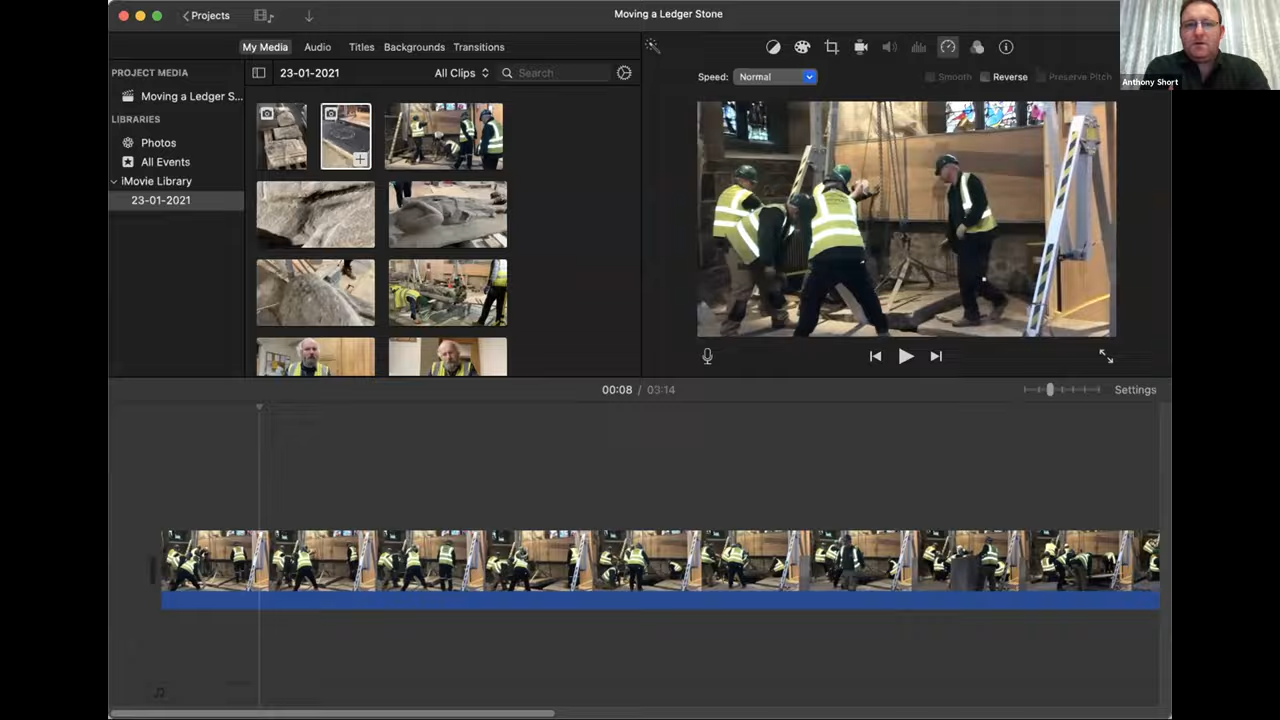 Projects
Moving a Ledger Stone
My Media Audio Titles Backgrounds Transitions
PROJECT MEDIA
Moving a Ledger S...
LIBRARIES
Photos
All Events
iMovie Library
23-01-2021
23-01-2021
All Clips
Search
Speed: Normal
Smooth Reverse Preserve Pitch
Anthony Short
00:08 / 03:14
Settings